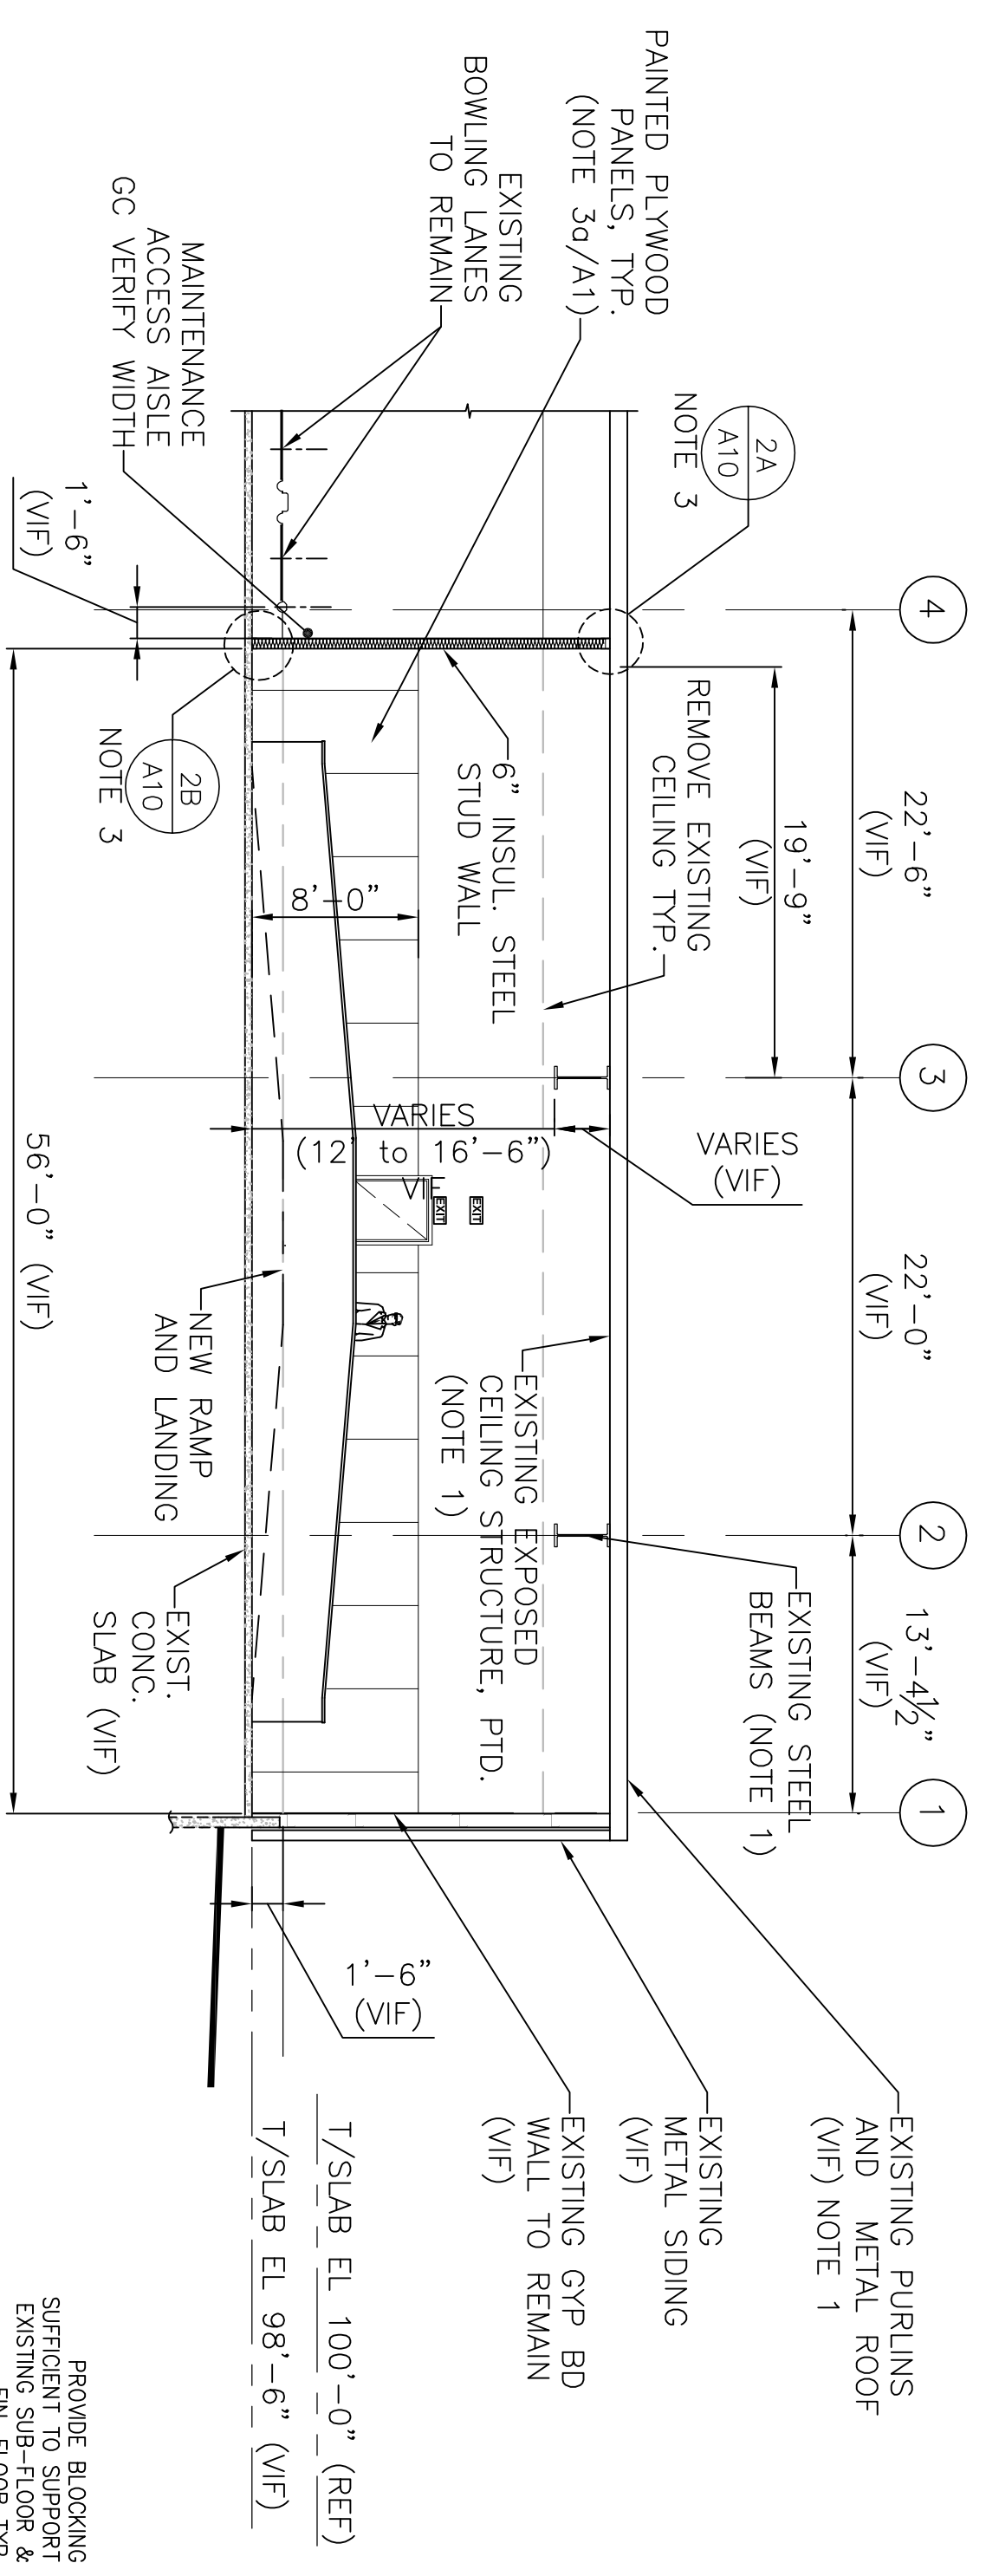 4
3
2
1
22'-6"
(VIF)
22'-0"
(VIF)
13'-4½"
(VIF)
19'-9"
(VIF)
2A
A10
NOTE 3
REMOVE EXISTING
CEILING TYP.
VARIES
(VIF)
EXISTING STEEL
BEAMS (NOTE 1)
EXISTING PURLINS
AND METAL ROOF
(VIF) NOTE 1
PAINTED PLYWOOD
PANELS, TYP.
(NOTE 3a/A1)
EXISTING
BOWLING LANES
TO REMAIN
6" INSUL. STEEL
STUD WALL
8'-0"
VARIES
(12' to 16'-6")
VIF
EXIT
EXIT
EXISTING EXPOSED
CEILING STRUCTURE, PTD.
(NOTE 1)
EXISTING
METAL SIDING
(VIF)
EXISTING GYP BD
WALL TO REMAIN
(VIF)
1'-6"
(VIF)
T/SLAB EL 100'-0" (REF)
T/SLAB EL 98'-6" (VIF)
MAINTENANCE
ACCESS AISLE
GC VERIFY WIDTH
1'-6"
(VIF)
2B
A10
NOTE 3
NEW RAMP
AND LANDING
EXIST.
CONC.
SLAB (VIF)
56'-0" (VIF)
PROVIDE BLOCKING
SUFFICIENT TO SUPPORT
EXISTING SUB-FLOOR &
FIN. FLOOR TYP.